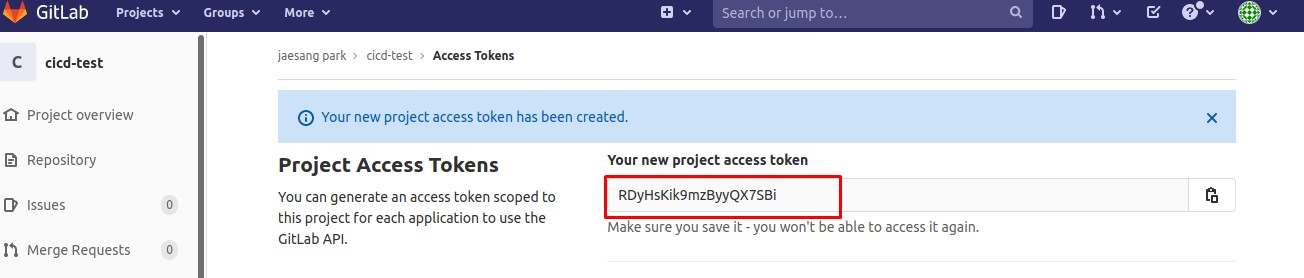 GitLab Projects Groups More Search or jump to...
jaesang park > cicd-test > Access Tokens
C cicd-test
Project overview
Repository
Issues 0
Merge Requests 0
Your new project access token has been created.
Project Access Tokens
You can generate an access token scoped to
this project for each application to use the
GitLab API.
Your new project access token
RDyHsKik9mzByyQX7SBi
Make sure you save it - you won't be able to access it again.